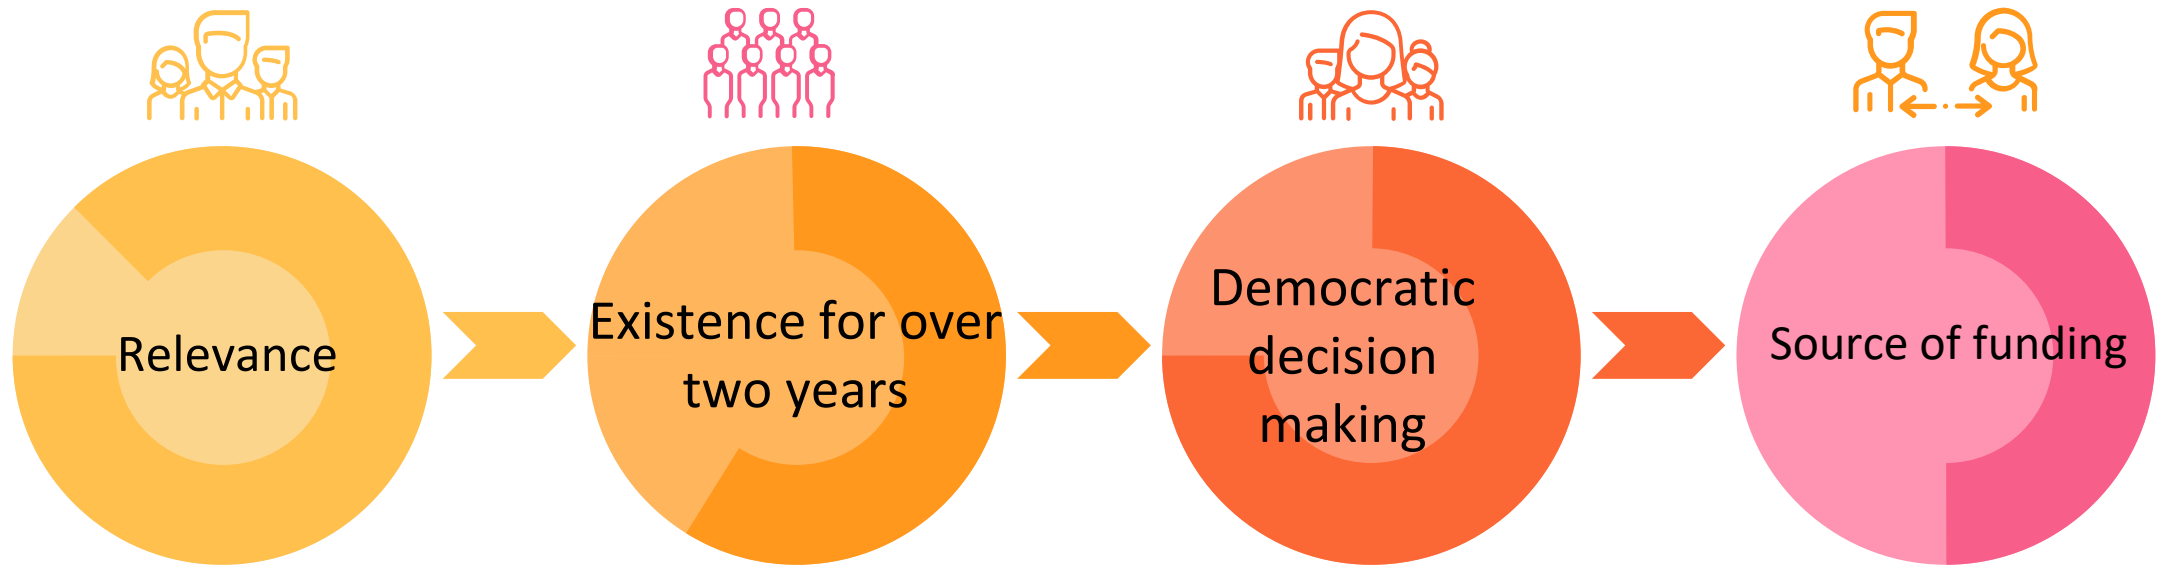 Relevance
Existence for over
two years
Democratic
decision
making
Source of funding